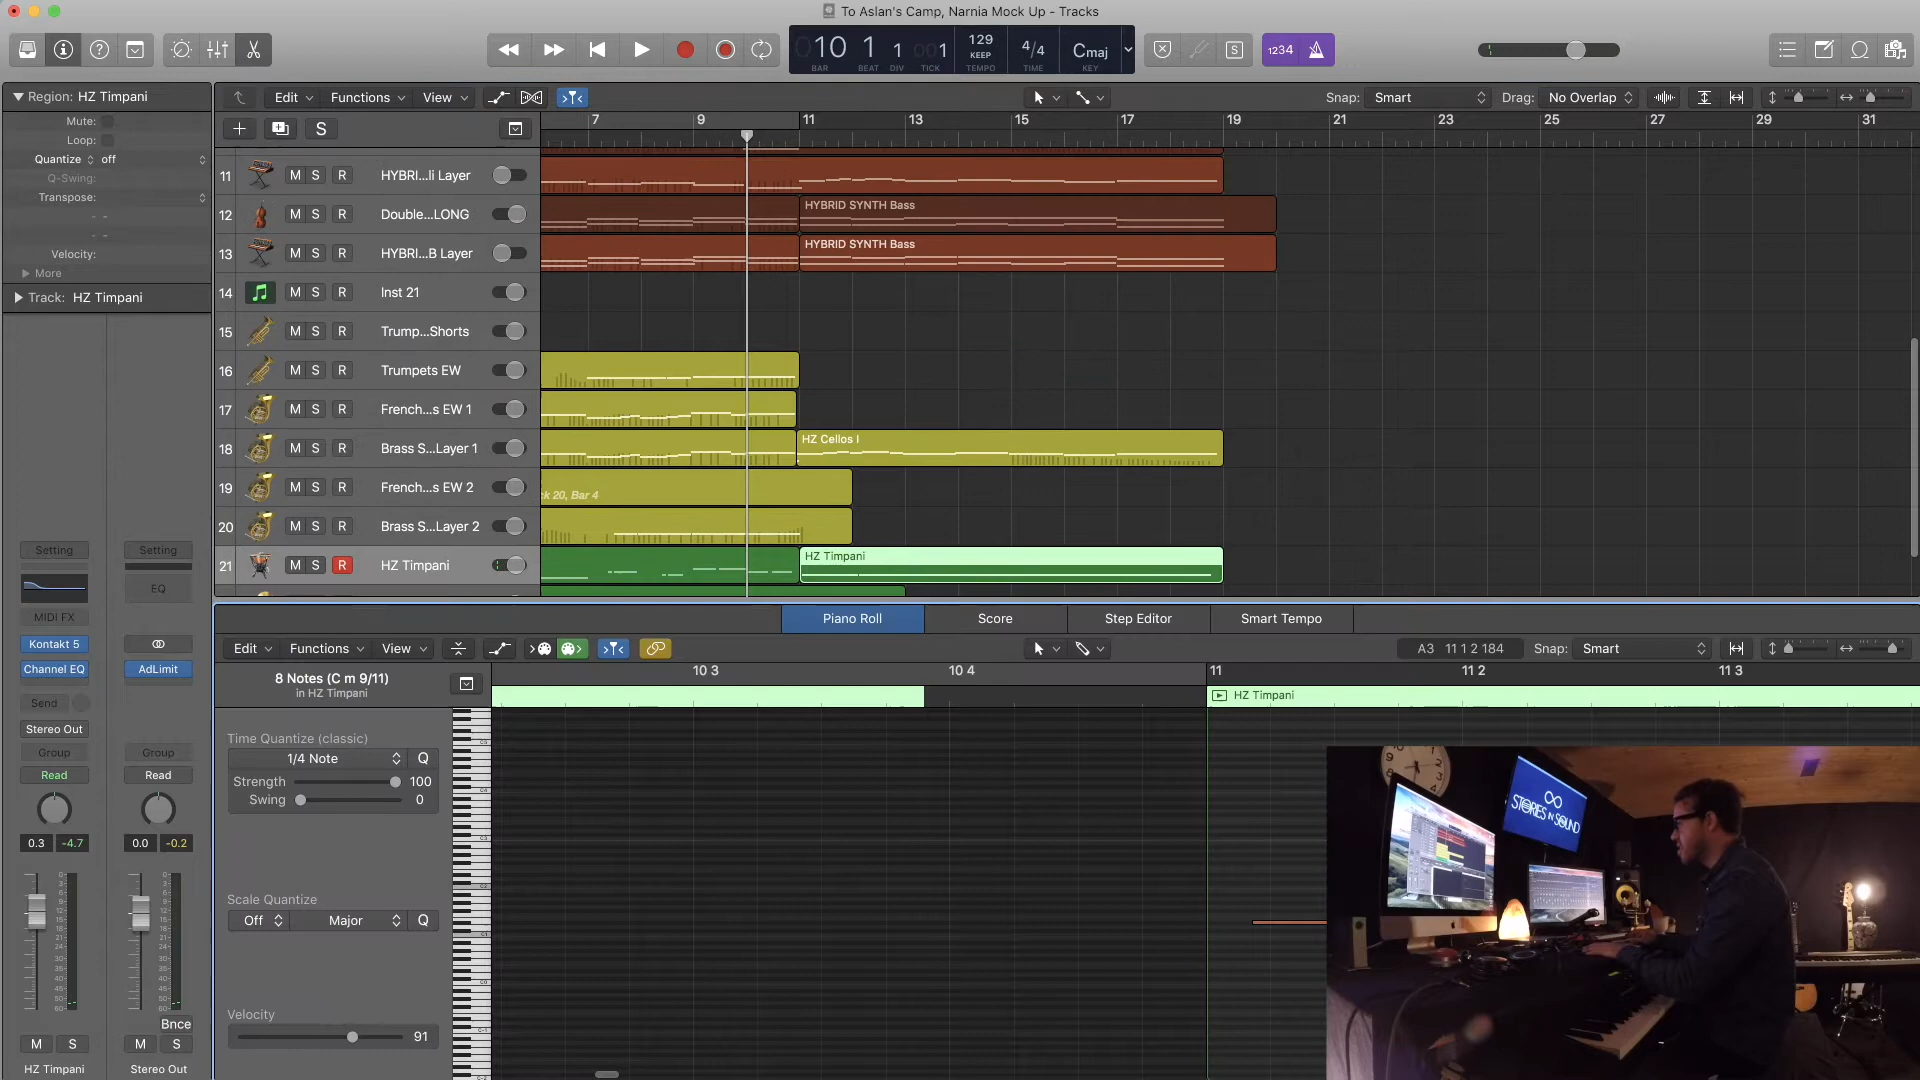 To Aslan's Camp, Narnia Mock Up - Tracks
010 1 1 001
BAR BEAT DIV TICK
129
KEEP
TEMPO
4/4
TIME
Cmaj
KEY
S
1234
Region: HZ Timpani
Mute:
Loop:
Quantize off
Q-Swing:
Transpose:
- -
- -
Velocity:
More
Track: HZ Timpani
Edit Functions View
Snap: Smart
Drag: No Overlap
S
7 9 11 13 15 17 19 21 23 25 27 29 31
11 M S R HYBRI...li Layer
12 M S R Double...LONG
HYBRID SYNTH Bass
13 M S R HYBRI...B Layer
HYBRID SYNTH Bass
14 M S R Inst 21
15 M S R Trump...Shorts
16 M S R Trumpets EW
17 M S R French...s EW 1
18 M S R Brass S...Layer 1
HZ Cellos I
19 M S R French...s EW 2
ck 20, Bar 4
20 M S R Brass S...Layer 2
21 M S R HZ Timpani
HZ Timpani
Setting Setting
EQ
MIDI FX
Kontakt 5
Channel EQ AdLimit
Send
Stereo Out
Group Group
Read Read
0.3 -4.7 0.0 -0.2
Bnce
M S M S
HZ Timpani Stereo Out
Piano Roll Score Step Editor Smart Tempo
Edit Functions View
A3 11 1 2 184
Snap: Smart
8 Notes (C m 9/11)
in HZ Timpani
10 3 10 4 11 11 2 11 3
HZ Timpani
Time Quantize (classic)
1/4 Note Q
Strength 100
Swing 0
Scale Quantize
Off Major Q
Velocity
91
STORIES IN SOUND